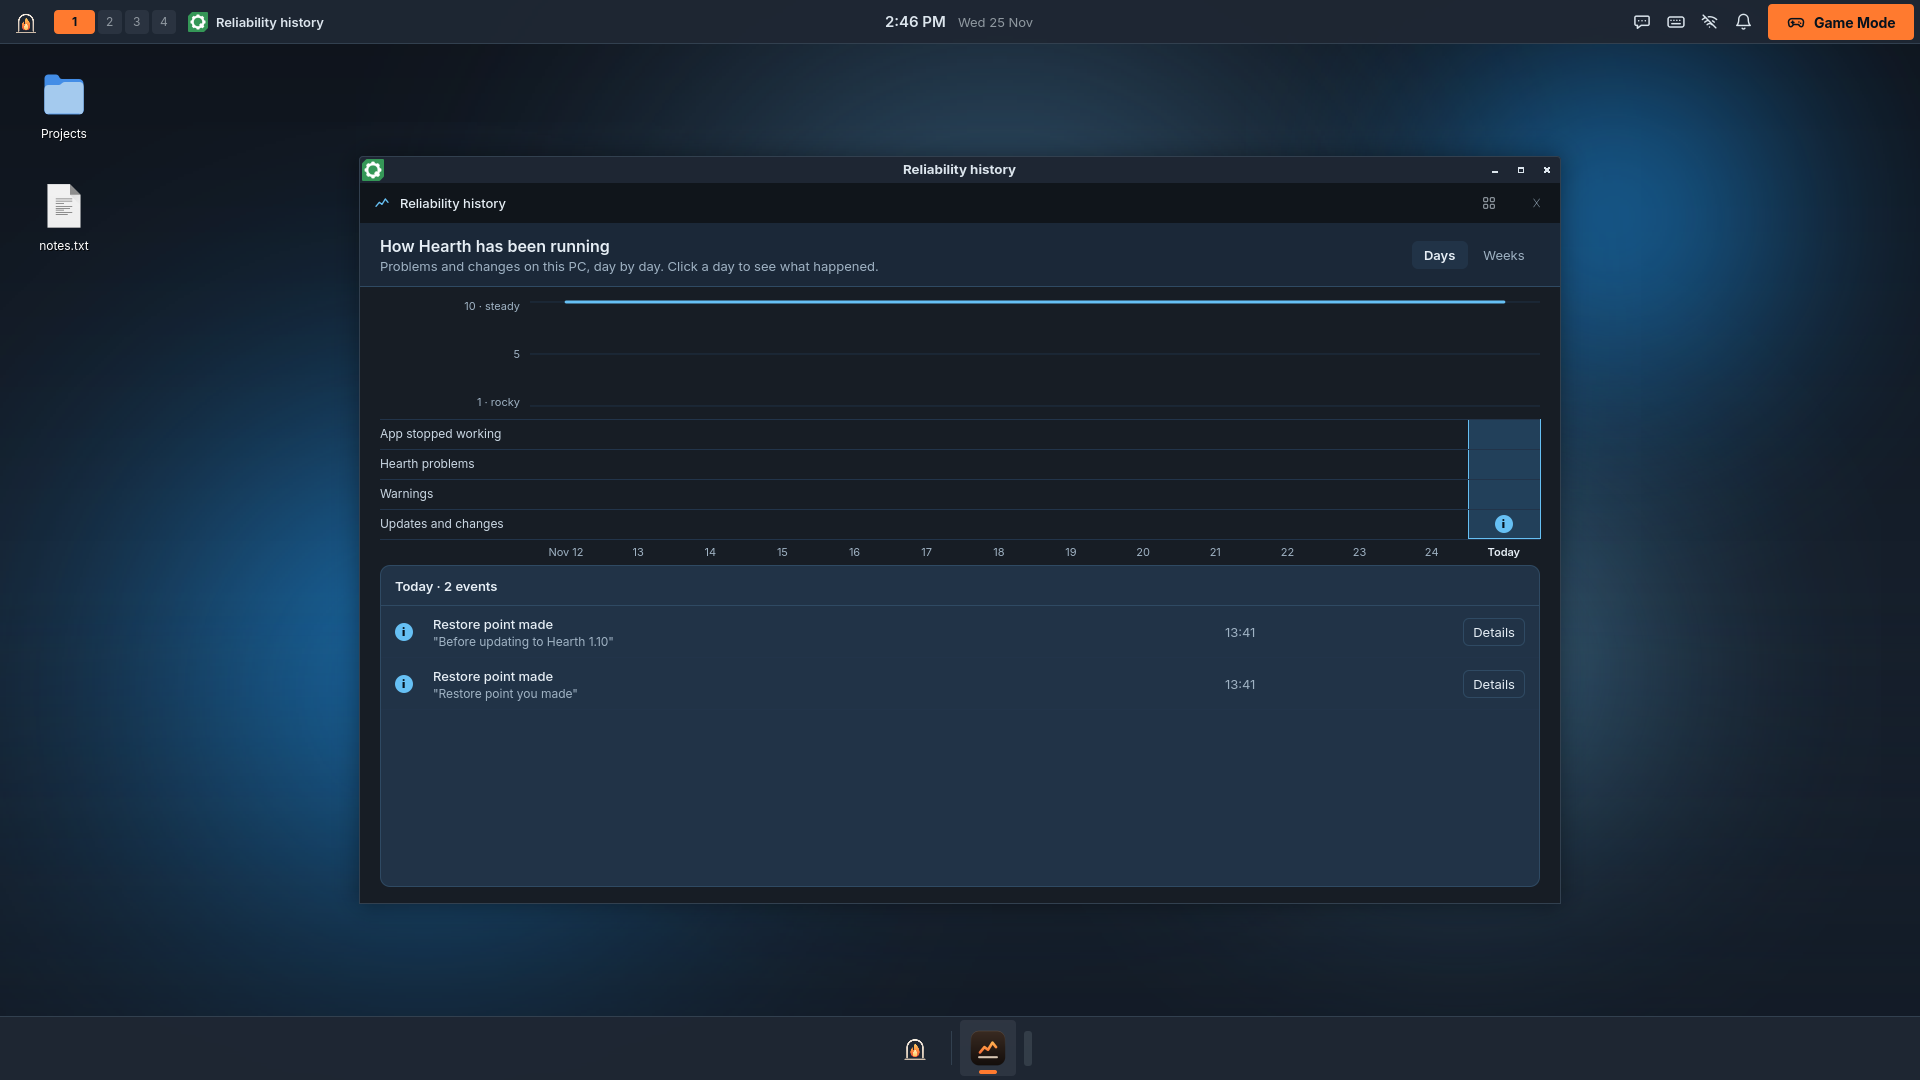 1 2 3 4 Reliability history 2:46 PM Wed 25 Nov Game Mode
Projects
notes.txt
Reliability history
Reliability history
How Hearth has been running
Problems and changes on this PC, day by day. Click a day to see what happened.
Days Weeks
10 · steady
5
1 · rocky
App stopped working
Hearth problems
Warnings
Updates and changes
Nov 12 13 14 15 16 17 18 19 20 21 22 23 24 Today
Today · 2 events
Restore point made
"Before updating to Hearth 1.10"
13:41
Details
Restore point made
"Restore point you made"
13:41
Details